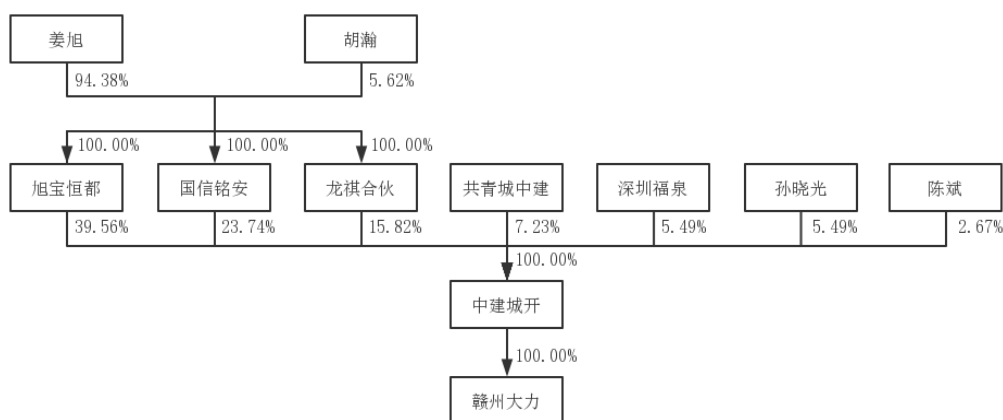 姜旭
胡瀚
94.38%
5.62%
100.00%
100.00%
100.00%
旭宝恒都
国信铭安
龙祺合伙
共青城中建
深圳福泉
孙晓光
陈斌
39.56%
23.74%
15.82%
7.23%
5.49%
5.49%
2.67%
100.00%
中建城开
100.00%
赣州大力